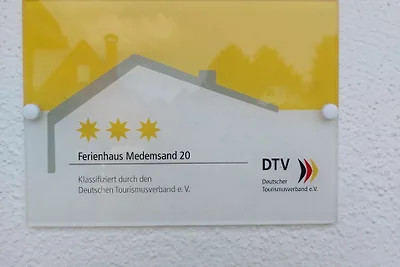 Ferienhaus Medemsand 20
Klassifiziert durch den
Deutschen Tourismusverband e. V.
DTV
Deutscher
Tourismusverband e.V.